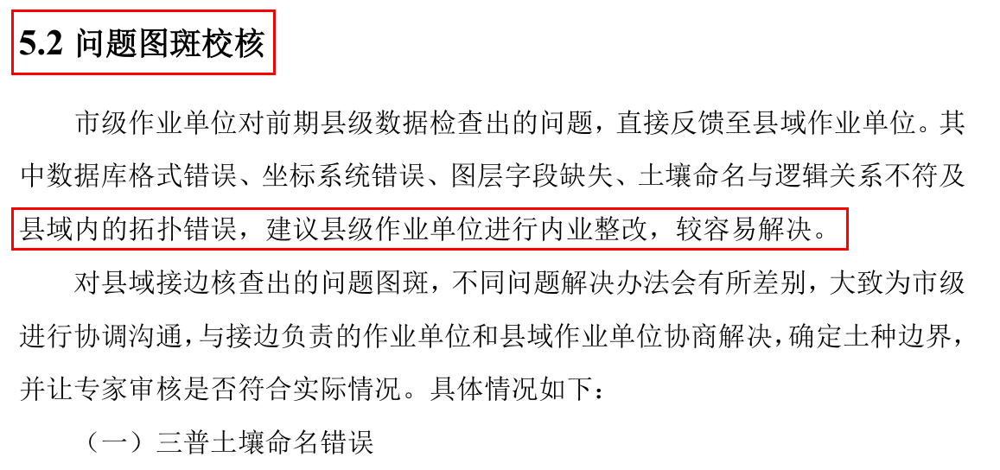 5.2 问题图斑校核
市级作业单位对前期县级数据检查出的问题，直接反馈至县域作业单位。其
中数据库格式错误、坐标系统错误、图层字段缺失、土壤命名与逻辑关系不符及
县域内的拓扑错误，建议县级作业单位进行内业整改，较容易解决。
对县域接边核查出的问题图斑，不同问题解决办法会有所差别，大致为市级
进行协调沟通，与接边负责的作业单位和县域作业单位协商解决，确定土种边界，
并让专家审核是否符合实际情况。具体情况如下：
（一）三普土壤命名错误